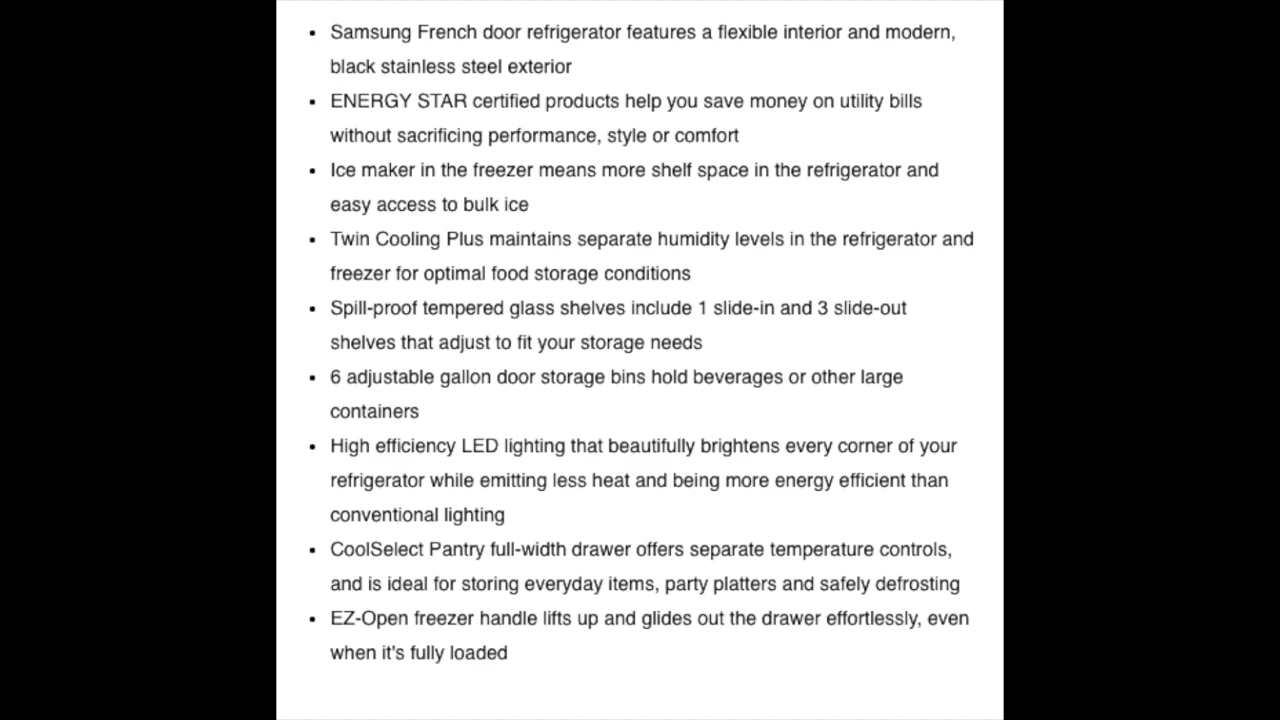 • Samsung French door refrigerator features a flexible interior and modern,
black stainless steel exterior
• ENERGY STAR certified products help you save money on utility bills
without sacrificing performance, style or comfort
• Ice maker in the freezer means more shelf space in the refrigerator and
easy access to bulk ice
• Twin Cooling Plus maintains separate humidity levels in the refrigerator and
freezer for optimal food storage conditions
• Spill-proof tempered glass shelves include 1 slide-in and 3 slide-out
shelves that adjust to fit your storage needs
• 6 adjustable gallon door storage bins hold beverages or other large
containers
• High efficiency LED lighting that beautifully brightens every corner of your
refrigerator while emitting less heat and being more energy efficient than
conventional lighting
• CoolSelect Pantry full-width drawer offers separate temperature controls,
and is ideal for storing everyday items, party platters and safely defrosting
• EZ-Open freezer handle lifts up and glides out the drawer effortlessly, even
when it's fully loaded